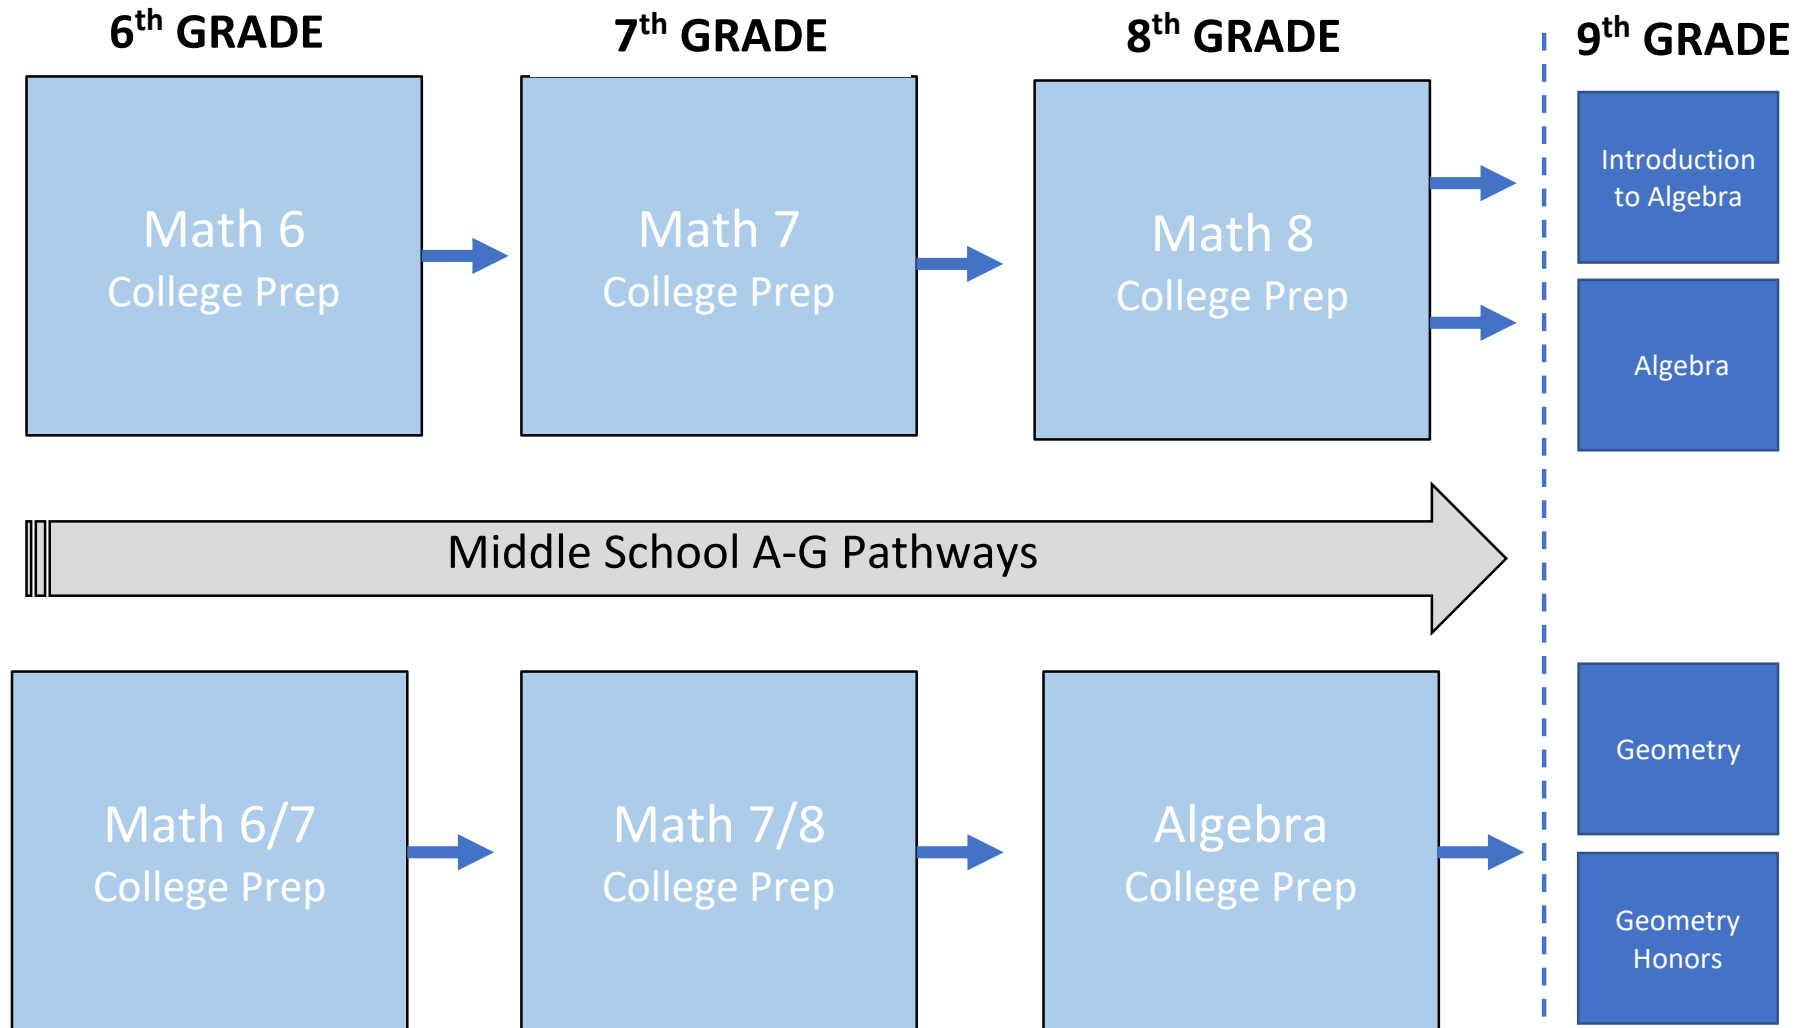 6th GRADE
7th GRADE
8th GRADE
9th GRADE
Math 6
College Prep
Math 7
College Prep
Math 8
College Prep
Introduction
to Algebra
Algebra
Middle School A-G Pathways
Math 6/7
College Prep
Math 7/8
College Prep
Algebra
College Prep
Geometry
Geometry
Honors